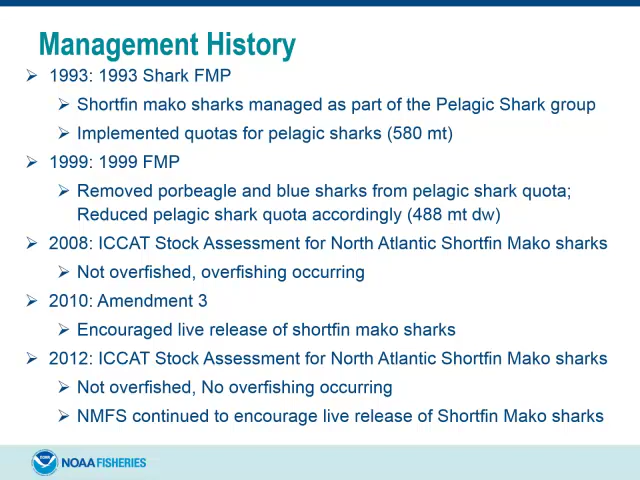 Management History
➢ 1993: 1993 Shark FMP
➢ Shortfin mako sharks managed as part of the Pelagic Shark group
➢ Implemented quotas for pelagic sharks (580 mt)
➢ 1999: 1999 FMP
➢ Removed porbeagle and blue sharks from pelagic shark quota;
Reduced pelagic shark quota accordingly (488 mt dw)
➢ 2008: ICCAT Stock Assessment for North Atlantic Shortfin Mako sharks
➢ Not overfished, overfishing occurring
➢ 2010: Amendment 3
➢ Encouraged live release of shortfin mako sharks
➢ 2012: ICCAT Stock Assessment for North Atlantic Shortfin Mako sharks
➢ Not overfished, No overfishing occurring
➢ NMFS continued to encourage live release of Shortfin Mako sharks
NOAA FISHERIES